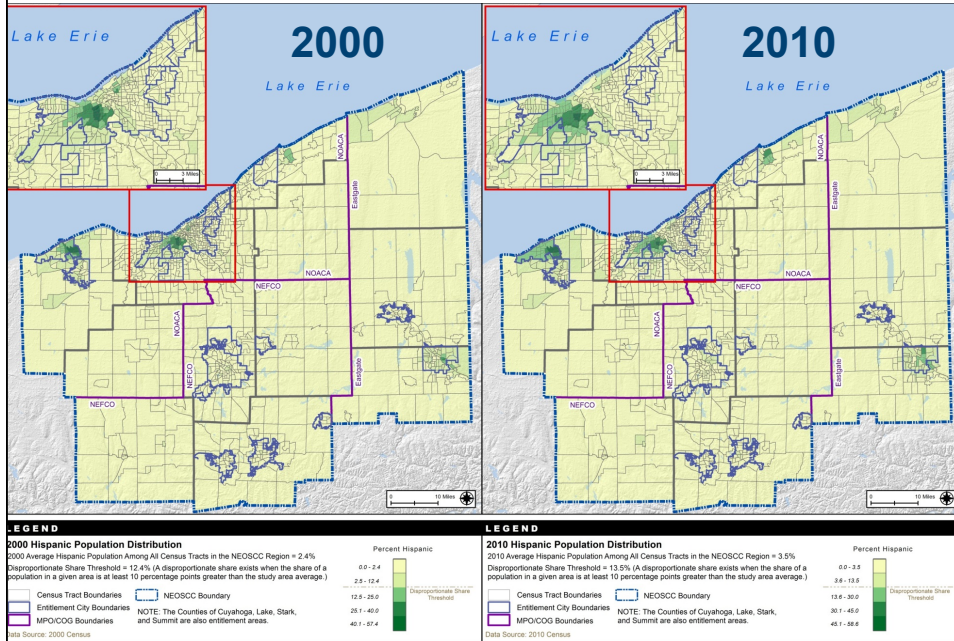 Lake Erie
2000
Lake Erie
0 3 Miles
NOACA
Eastgate
NOACA
NEFCO
NOACA
NEFCO
Eastgate
NEFCO
0 10 Miles
Lake Erie
2010
Lake Erie
0 3 Miles
NOACA
Eastgate
NOACA
NEFCO
NOACA
NEFCO
Eastgate
NEFCO
0 10 Miles
LEGEND
2000 Hispanic Population Distribution
2000 Average Hispanic Population Among All Census Tracts in the NEOSCC Region = 2.4%
Disproportionate Share Threshold = 12.4% (A disproportionate share exists when the share of a
population in a given area is at least 10 percentage points greater than the study area average.)
Census Tract Boundaries
Entitlement City Boundaries
MPO/COG Boundaries
NEOSCC Boundary
NOTE: The Counties of Cuyahoga, Lake, Stark,
and Summit are also entitlement areas.
Data Source: 2000 Census
Percent Hispanic
0.0 - 2.4
2.5 - 12.4
Disproportionate Share
Threshold
12.5 - 25.0
25.1 - 40.0
40.1 - 57.4
LEGEND
2010 Hispanic Population Distribution
2010 Average Hispanic Population Among All Census Tracts in the NEOSCC Region = 3.5%
Disproportionate Share Threshold = 13.5% (A disproportionate share exists when the share of a
population in a given area is at least 10 percentage points greater than the study area average.)
Census Tract Boundaries
Entitlement City Boundaries
MPO/COG Boundaries
NEOSCC Boundary
NOTE: The Counties of Cuyahoga, Lake, Stark,
and Summit are also entitlement areas.
Data Source: 2010 Census
Percent Hispanic
0.0 - 3.5
3.6 - 13.5
Disproportionate Share
Threshold
13.6 - 30.0
30.1 - 45.0
45.1 - 58.6